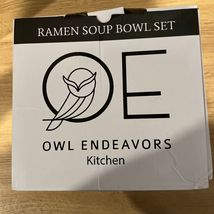 RAMEN SOUP BOWL SET
OE
OWL ENDEAVORS
Kitchen